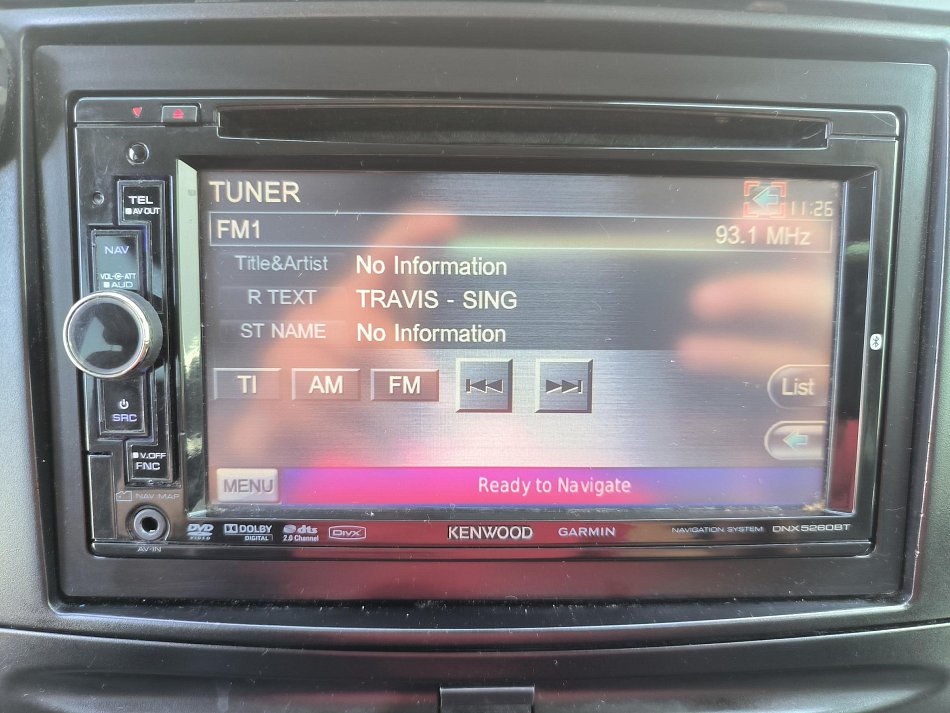 TEL
AV OUT
NAV
VOL-ATT
AUD
SRC
V.OFF
FNC
NAV MAP
AV-IN
TUNER
11:26
FM1
93.1 MHz
Title&Artist No Information
R TEXT TRAVIS - SING
ST NAME No Information
TI AM FM
List
MENU
Ready to Navigate
DVD VIDEO
DOLBY DIGITAL
dts 2.0 Channel
DivX
KENWOOD
GARMIN
NAVIGATION SYSTEM DNX5260BT